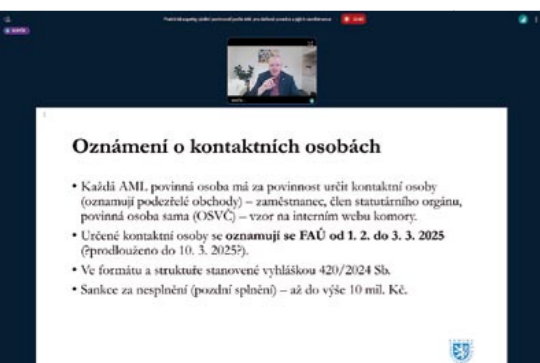 Oznámení o kontaktních osobách
• Každá AML povinná osoba má za povinnost určit kontaktní osoby
(oznamují podezřelé obchody) – zaměstnanec, člen statutárního orgánu,
povinná osoba sama (OSVČ) – vzor na interním webu komory.
• Určené kontaktní osoby se oznamují se FAÚ od 1. 2. do 3. 3. 2025
(?prodlouženo do 10. 3. 2025?).
• Ve formátu a struktuře stanovené vyhláškou 420/2024 Sb.
• Sankce za nesplnění (pozdní splnění) – až do výše 10 mil. Kč.